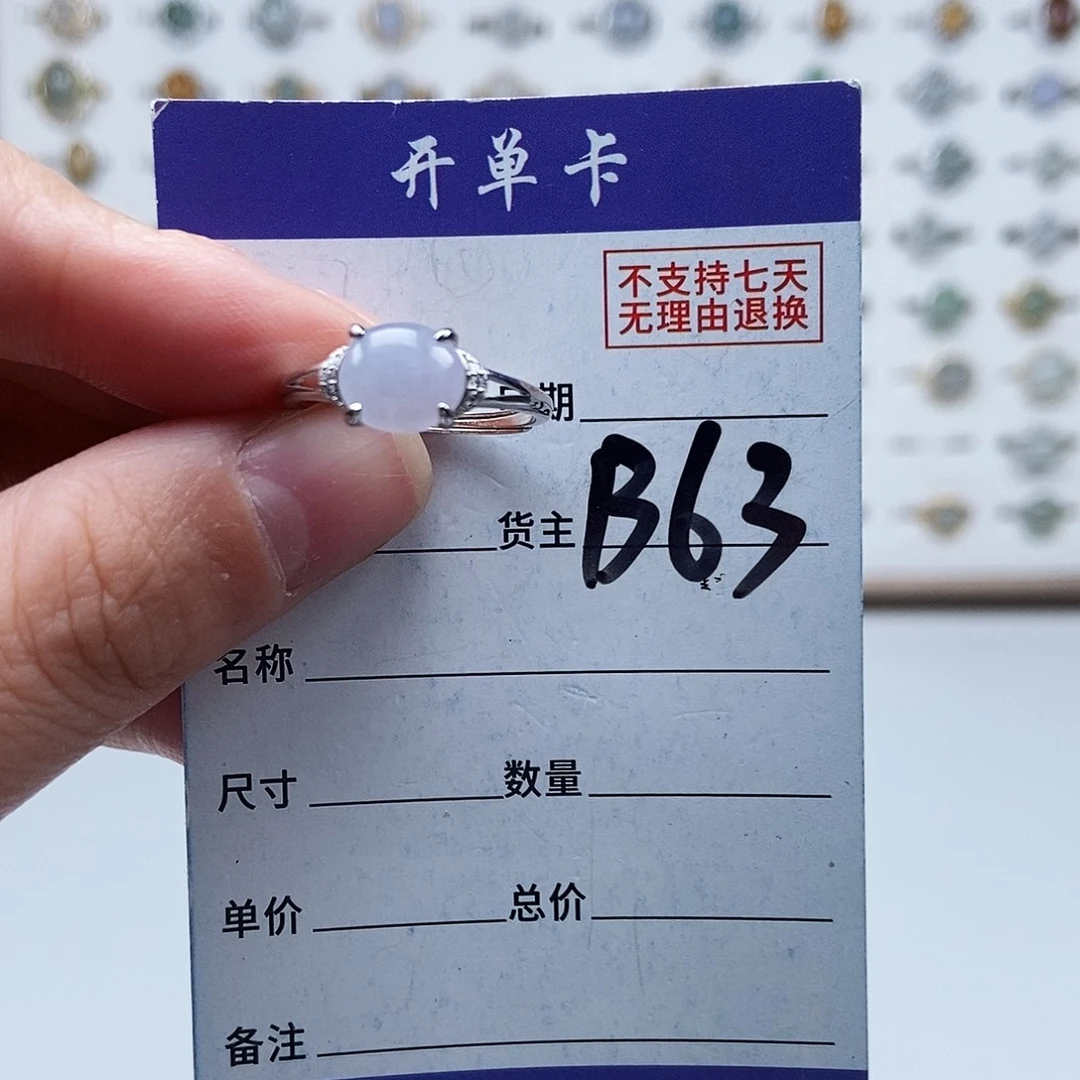 开单卡
不支持七天
无理由退换
期
货主 B63
名称
尺寸 数量
单价 总价
备注